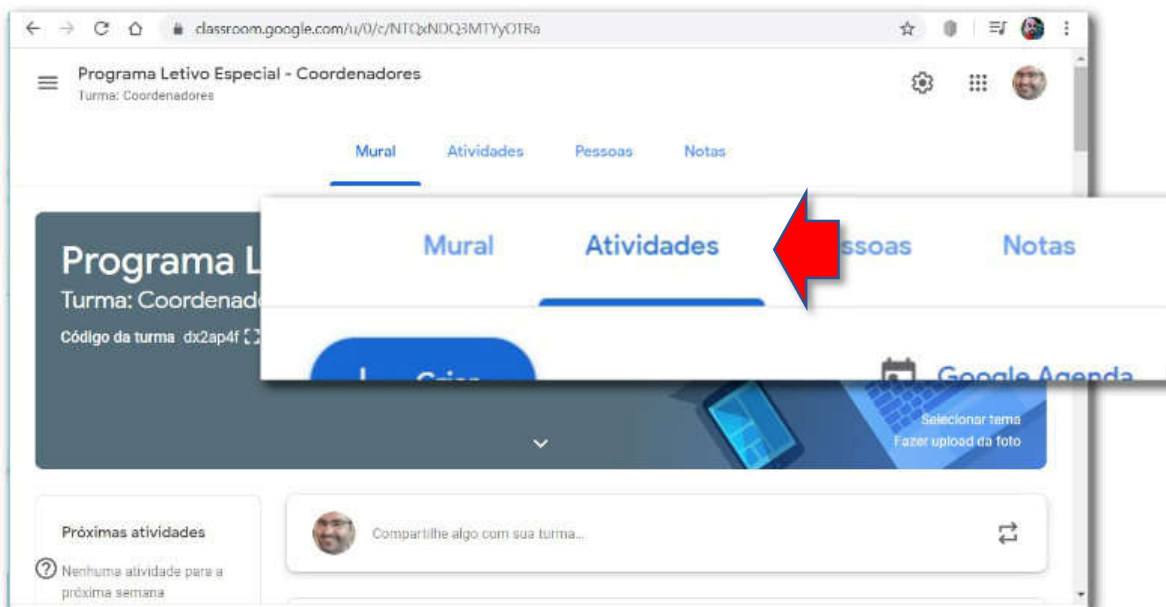 classroom.google.com/u/0/c/NTQxNDQ3MTYyOTRa
Programa Letivo Especial - Coordenadores
Turma: Coordenadores
Mural Atividades Pessoas Notas
Mural Atividades ssoas Notas
Programa L
Turma: Coordenad
Código da turma dx2ap4f
Criar
Google Agenda
Selecionar tema
Fazer upload da foto
Próximas atividades
Nenhuma atividade para a
próxima semana
Compartilhe algo com sua turma...